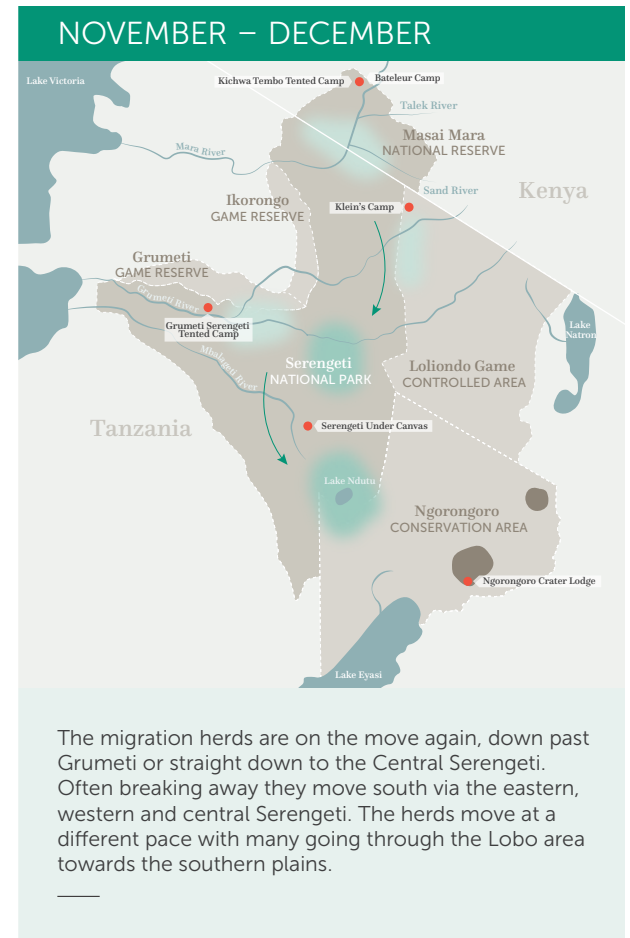 NOVEMBER – DECEMBER
Lake Victoria
Kichwa Tembo Tented Camp
Bateleur Camp
Talek River
Masai Mara
NATIONAL RESERVE
Mara River
Sand River
Kenya
Ikorongo
GAME RESERVE
Klein's Camp
Grumeti
GAME RESERVE
Grumeti River
Grumeti Serengeti
Tented Camp
Lake
Natron
Mbalageti River
Serengeti
NATIONAL PARK
Loliondo Game
CONTROLLED AREA
Tanzania
Serengeti Under Canvas
Lake Ndutu
Ngorongoro
CONSERVATION AREA
Ngorongoro Crater Lodge
Lake Eyasi
The migration herds are on the move again, down past
Grumeti or straight down to the Central Serengeti.
Often breaking away they move south via the eastern,
western and central Serengeti. The herds move at a
different pace with many going through the Lobo area
towards the southern plains.